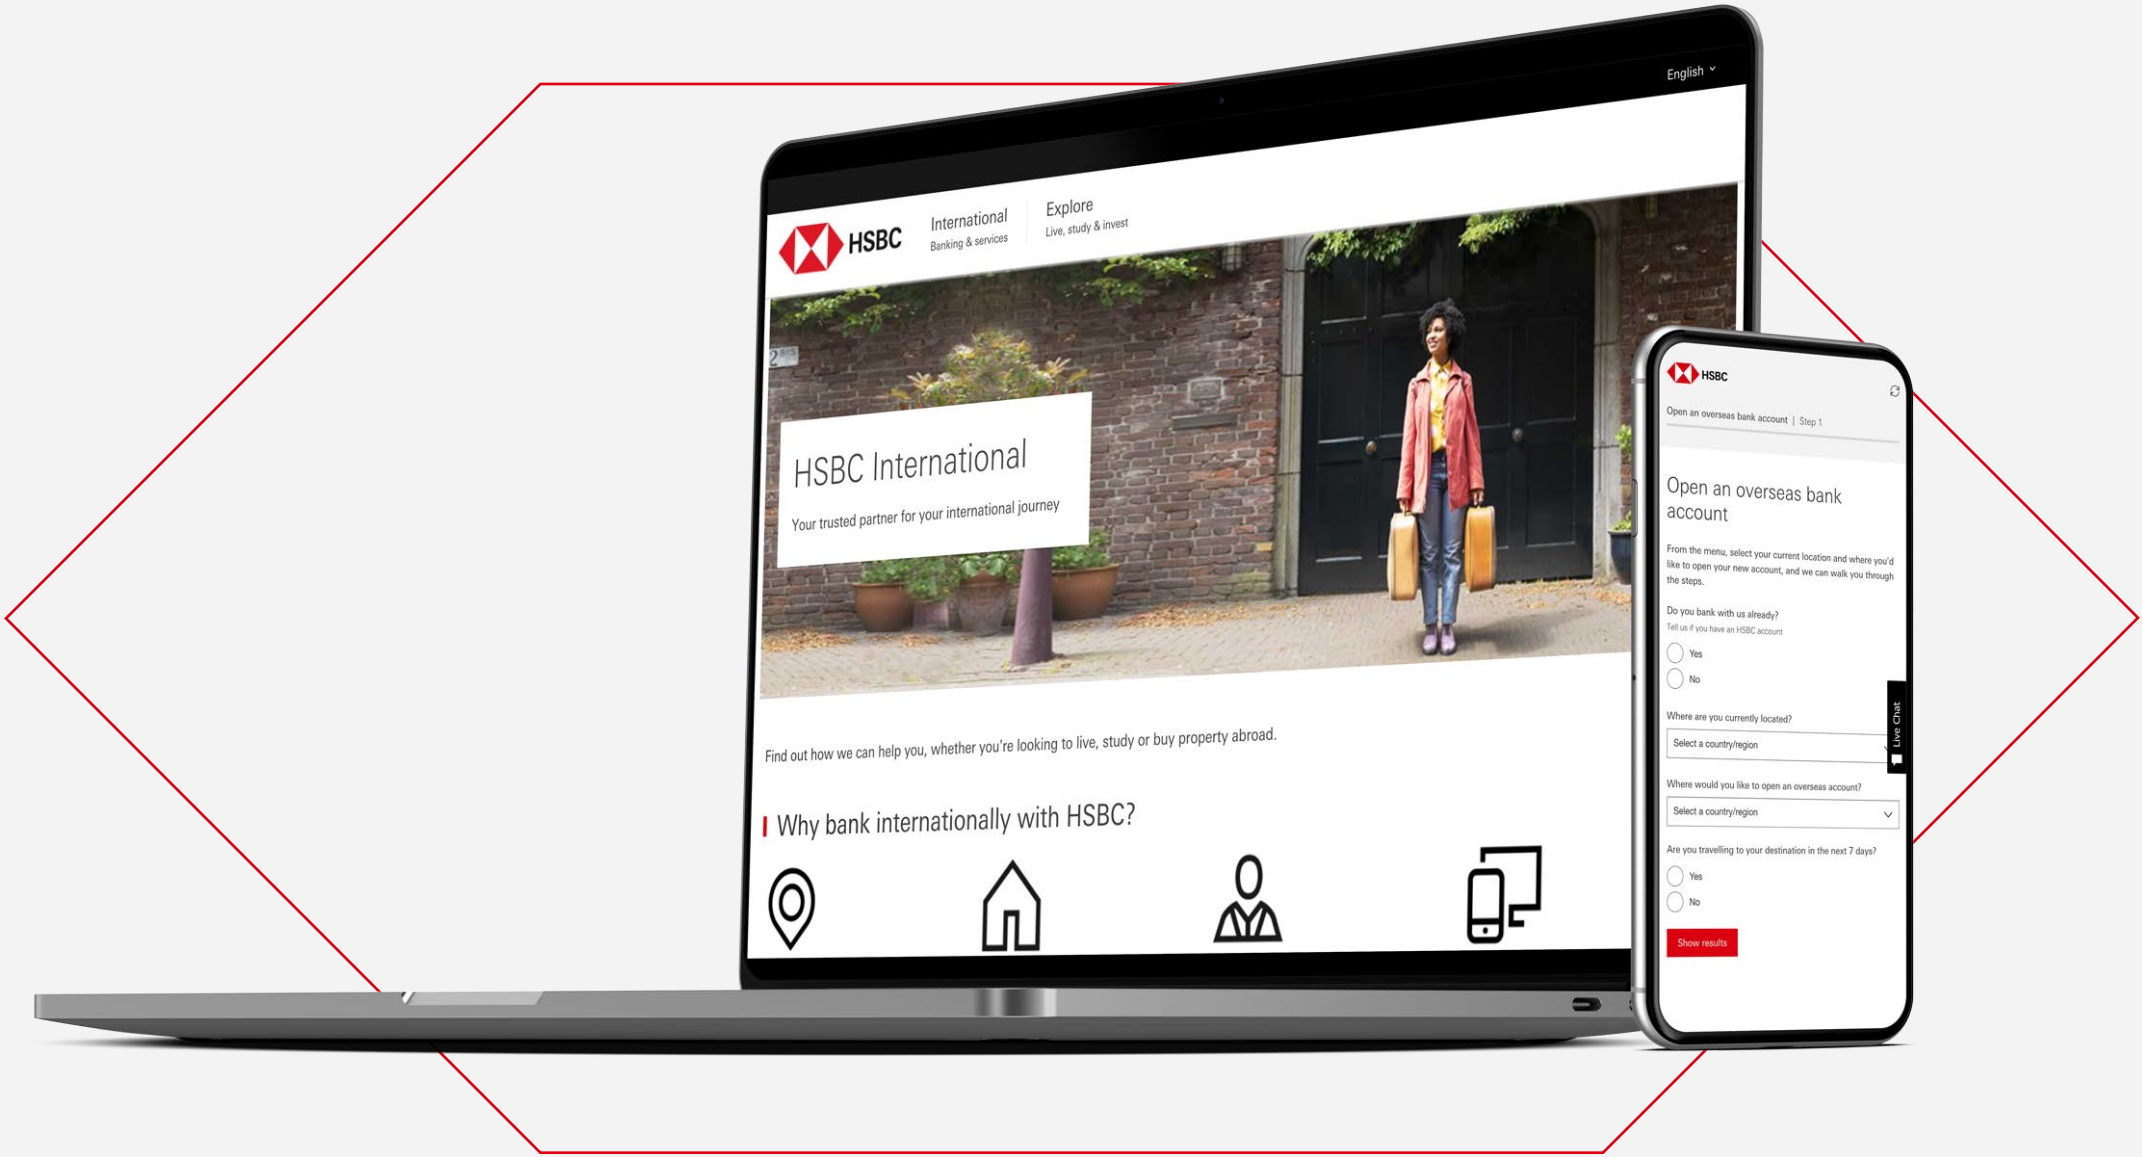 English
HSBC
International
Banking & services
Explore
Live, study & invest
2 BIS
HSBC International
Your trusted partner for your international journey
Find out how we can help you, whether you're looking to live, study or buy property abroad.
Why bank internationally with HSBC?
HSBC
Open an overseas bank account | Step 1
Open an overseas bank
account
From the menu, select your current location and where you'd
like to open your new account, and we can walk you through
the steps.
Do you bank with us already?
Tell us if you have an HSBC account
Yes
No
Live Chat
Where are you currently located?
Select a country/region
Where would you like to open an overseas account?
Select a country/region
Are you travelling to your destination in the next 7 days?
Yes
No
Show results